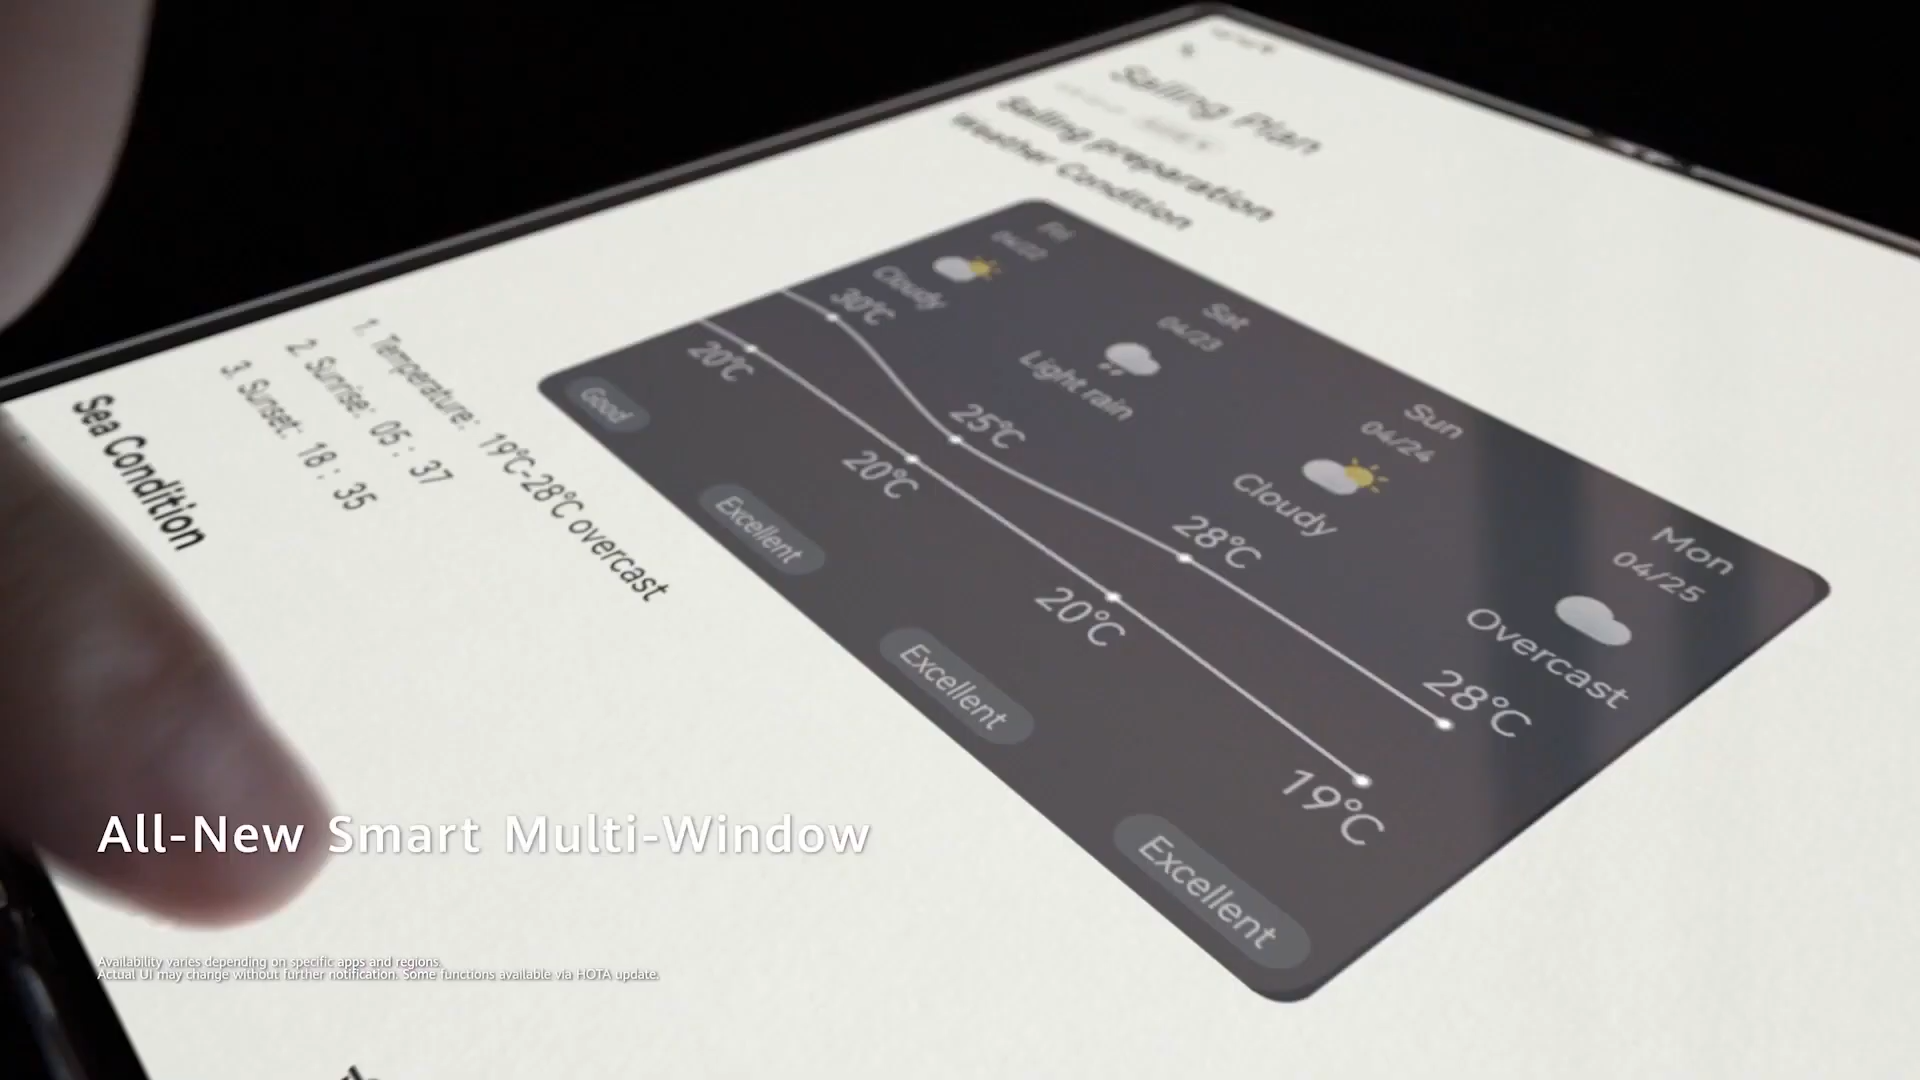 Sailing Plan
Sailing preparation
Weather Condition
Fri
04/22
Cloudy
30℃
20℃
Good
Sat
04/23
Light rain
25℃
20℃
Excellent
Sun
04/24
Cloudy
28℃
20℃
Excellent
Mon
04/25
Overcast
28℃
19℃
Excellent
1. Temperature: 19℃-28℃ overcast
2. Sunrise: 05 : 37
3. Sunset: 18 : 35
Sea Condition
All-New Smart Multi-Window
Availability varies depending on specific apps and regions.
Actual UI may change without further notification. Some functions available via HOTA update.